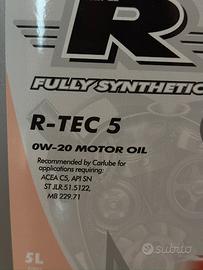 R
FULLY SYNTHETIC
R-TEC 5
0W-20 MOTOR OIL
Recommended by Carlube for
applications requiring:
ACEA C5, API SN
ST JLR.51.5122,
MB 229.71
5L
subito